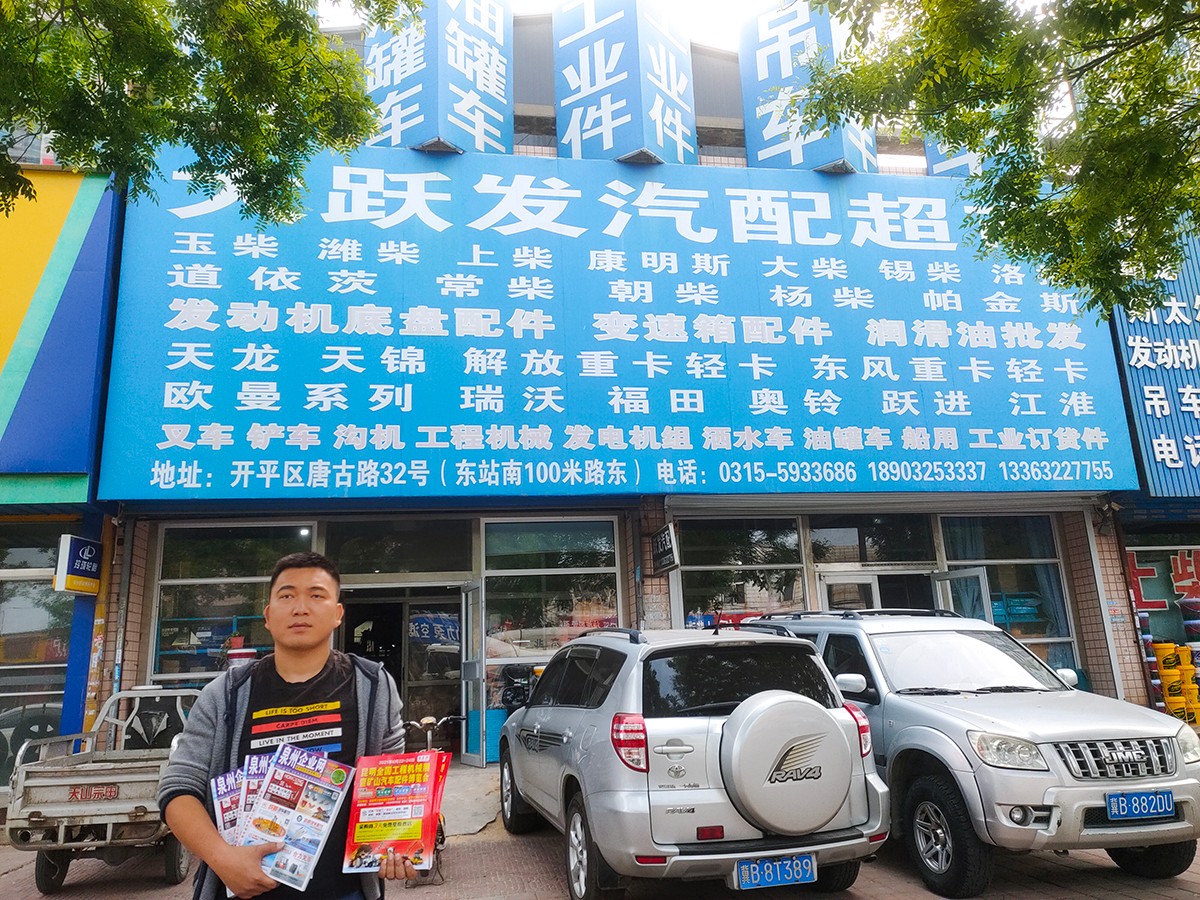 油罐车
罐车
工业件
工业件
吊车
跃发汽配超
玉柴 潍柴 上柴 康明斯 大柴 锡柴 洛
道依茨 常柴 朝柴 杨柴 帕金斯
发动机底盘配件 变速箱配件 润滑油批发
天龙 天锦 解放重卡轻卡 东风重卡轻卡
欧曼系列 瑞沃 福田 奥铃 跃进 江淮
叉车 铲车 沟机 工程机械 发电机组 洒水车 油罐车 船用 工业订货件
地址：开平区唐古路32号（东站南100米路东）电话：0315-5933686 18903253337 13363227755
斯太
发动机
吊车
电话
上柴
LIFE IS TOO SHORT
CARPE DIEM
LIVE IN THE MOMENT
泉州企业网
RAV4
冀B·8T389
JMC
冀B·882DU